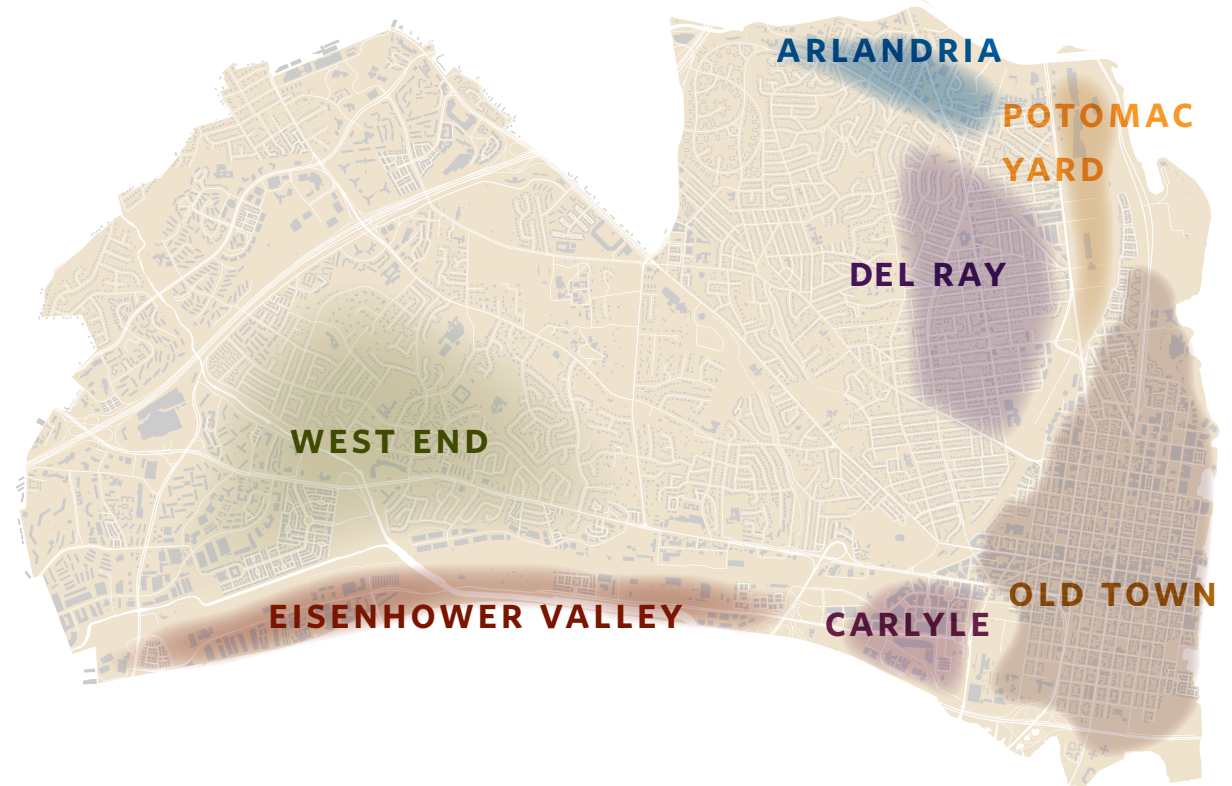 ARLANDRIA
POTOMAC
YARD
DEL RAY
WEST END
OLD TOWN
EISENHOWER VALLEY
CARLYLE